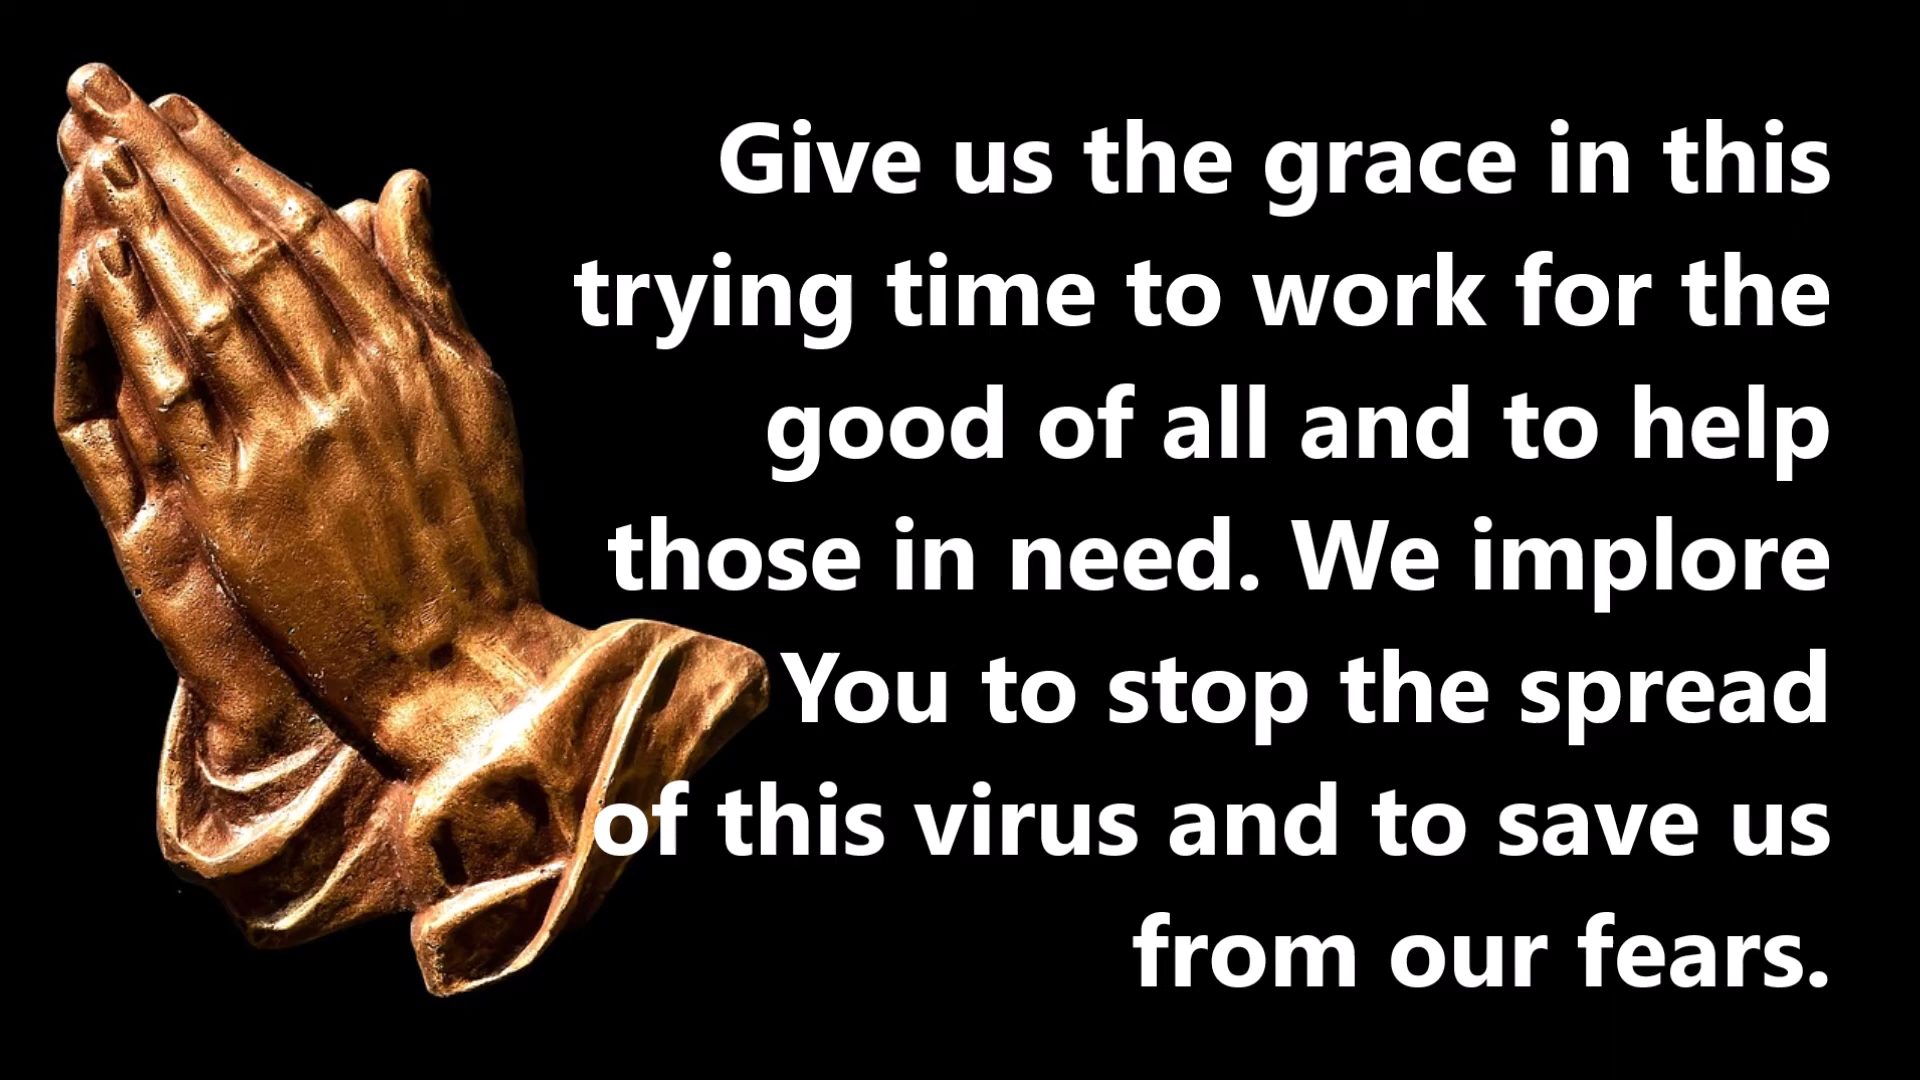 Give us the grace in this
trying time to work for the
good of all and to help
those in need. We implore
You to stop the spread
of this virus and to save us
from our fears.